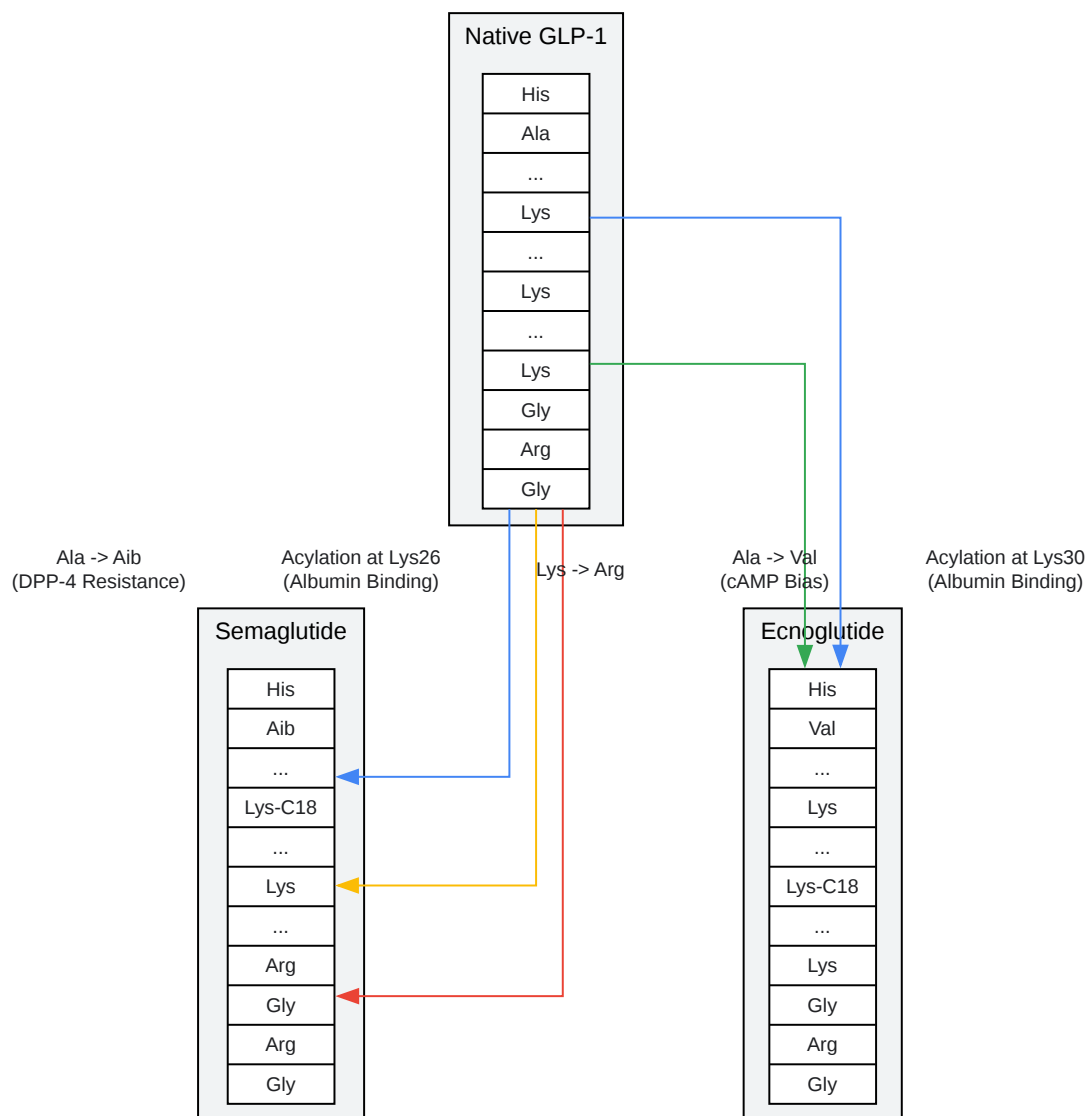 Native GLP-1
His
Ala
...
Lys
...
Lys
...
Lys
Gly
Arg
Gly
Ala -> Aib
(DPP-4 Resistance)
Acylation at Lys26
(Albumin Binding)
Lys -> Arg
Ala -> Val
(cAMP Bias)
Acylation at Lys30
(Albumin Binding)
Semaglutide
His
Aib
...
Lys-C18
...
Lys
...
Arg
Gly
Arg
Gly
Ecnoglutide
His
Val
...
Lys
...
Lys-C18
...
Lys
Gly
Arg
Gly